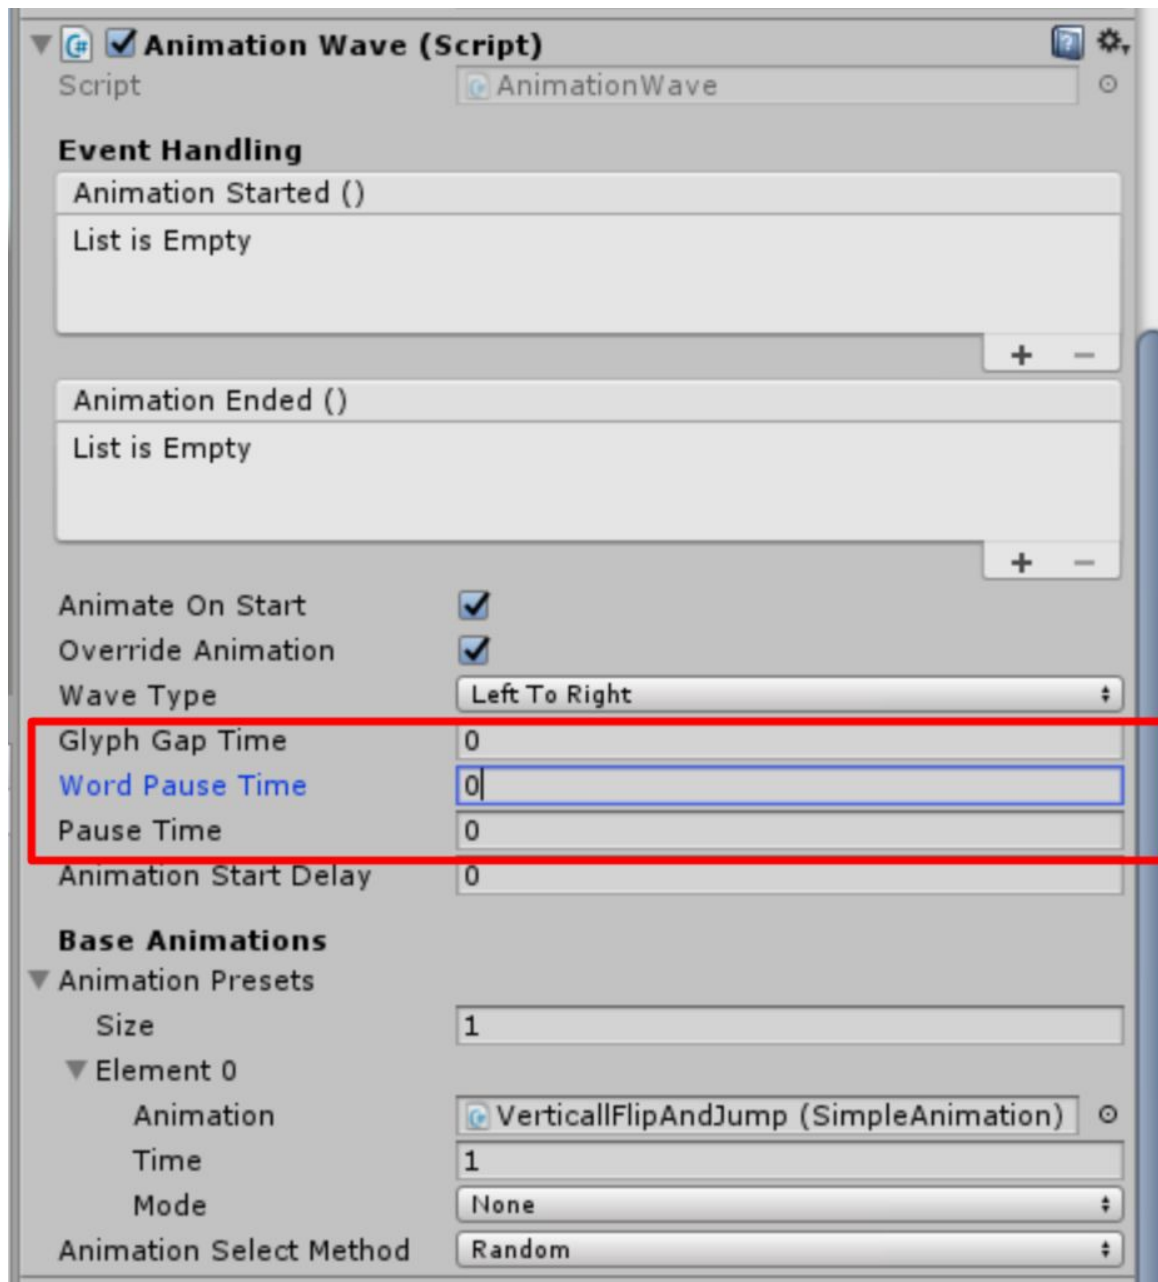 Animation Wave (Script)
Script AnimationWave
Event Handling
Animation Started ()
List is Empty
+ −
Animation Ended ()
List is Empty
+ −
Animate On Start
Override Animation
Wave Type Left To Right
Glyph Gap Time 0
Word Pause Time 0
Pause Time 0
Animation Start Delay 0
Base Animations
Animation Presets
Size 1
Element 0
Animation VerticallFlipAndJump (SimpleAnimation)
Time 1
Mode None
Animation Select Method Random